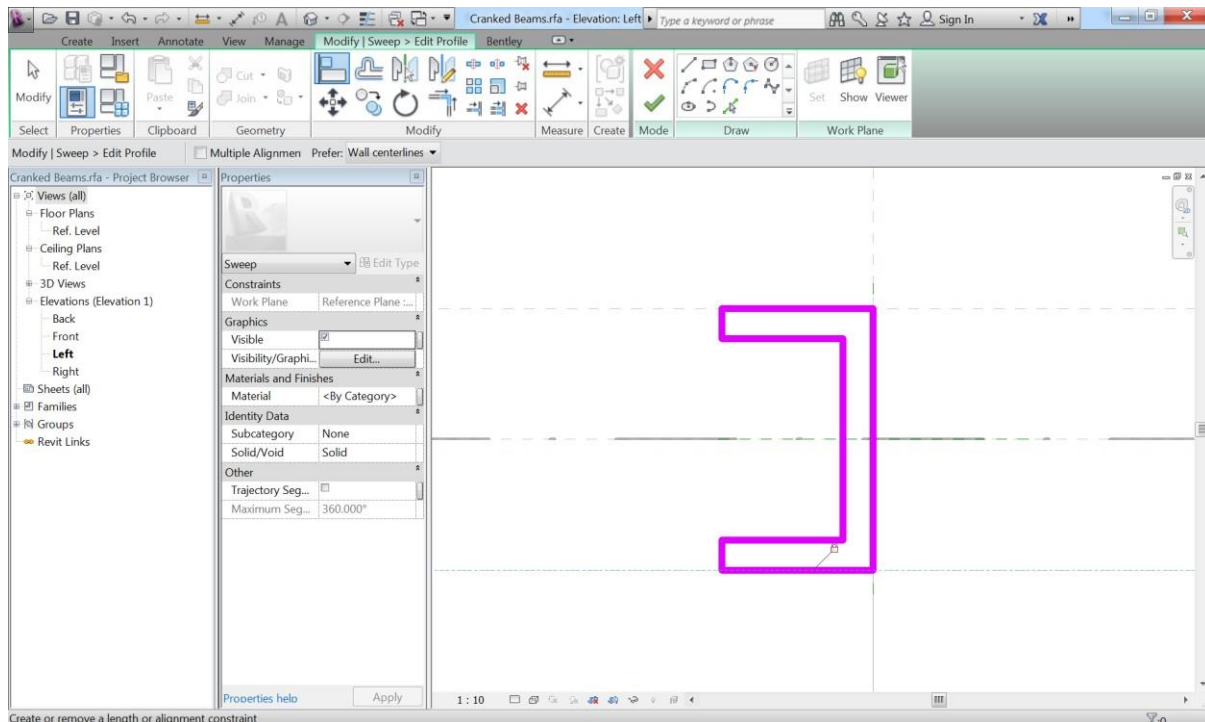 Cranked Beams.rfa - Elevation: Left
Type a keyword or phrase
Sign In
Create Insert Annotate View Manage Modify | Sweep > Edit Profile Bentley
Modify
Paste
Cut
Join
Set Show Viewer
Select Properties Clipboard Geometry Modify Measure Create Mode Draw Work Plane
Modify | Sweep > Edit Profile Multiple Alignmen Prefer: Wall centerlines
Cranked Beams.rfa - Project Browser
Views (all)
Floor Plans
Ref. Level
Ceiling Plans
Ref. Level
3D Views
Elevations (Elevation 1)
Back
Front
Left
Right
Sheets (all)
Families
Groups
Revit Links
Properties
Sweep Edit Type
Constraints
Work Plane Reference Plane :...
Graphics
Visible
Visibility/Graphi... Edit...
Materials and Finishes
Material <By Category>
Identity Data
Subcategory None
Solid/Void Solid
Other
Trajectory Seg...
Maximum Seg... 360.000°
Properties help Apply
1 : 10
Create or remove a length or alignment constraint
:0